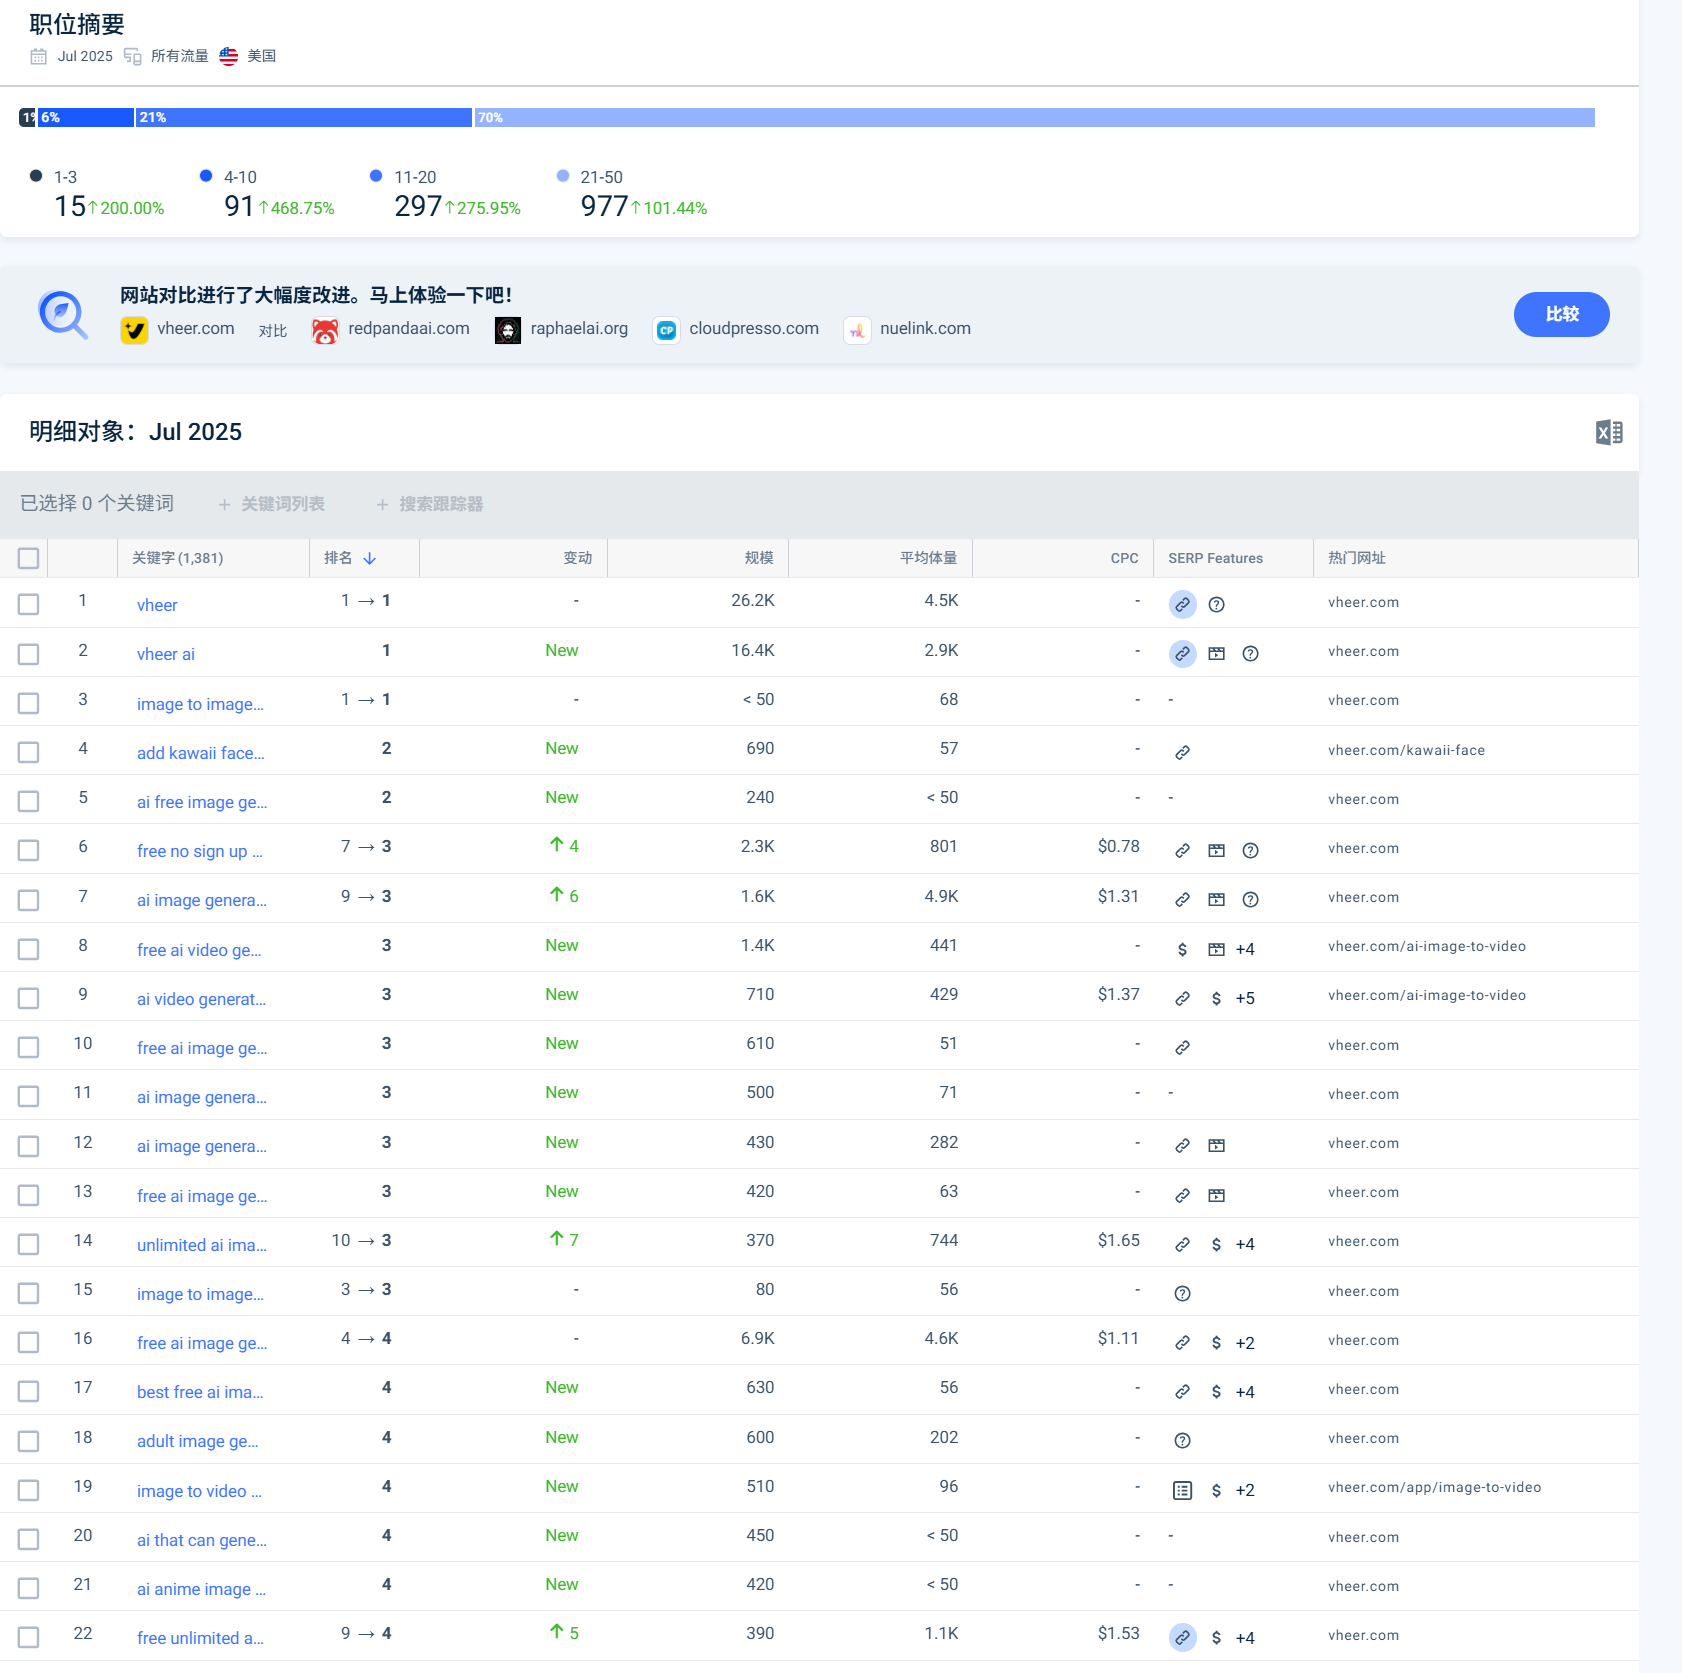 职位摘要
Jul 2025 所有流量 美国
1% 6% 21% 70%
1-3 4-10 11-20 21-50
15 ↑200.00% 91 ↑468.75% 297 ↑275.95% 977 ↑101.44%
网站对比进行了大幅度改进。马上体验一下吧！
vheer.com 对比 redpandaai.com raphaelai.org CP cloudpresso.com nuelink.com
比较
明细对象：Jul 2025
已选择 0 个关键词 + 关键词列表 + 搜索跟踪器
关键字 (1,381) 排名 ↓ 变动 规模 平均体量 CPC SERP Features 热门网址
1 vheer 1 → 1 - 26.2K 4.5K - vheer.com
2 vheer ai 1 New 16.4K 2.9K - vheer.com
3 image to image... 1 → 1 - < 50 68 - - vheer.com
4 add kawaii face... 2 New 690 57 - vheer.com/kawaii-face
5 ai free image ge... 2 New 240 < 50 - - vheer.com
6 free no sign up ... 7 → 3 ↑ 4 2.3K 801 $0.78 vheer.com
7 ai image genera... 9 → 3 ↑ 6 1.6K 4.9K $1.31 vheer.com
8 free ai video ge... 3 New 1.4K 441 - $ +4 vheer.com/ai-image-to-video
9 ai video generat... 3 New 710 429 $1.37 $ +5 vheer.com/ai-image-to-video
10 free ai image ge... 3 New 610 51 - vheer.com
11 ai image genera... 3 New 500 71 - - vheer.com
12 ai image genera... 3 New 430 282 - vheer.com
13 free ai image ge... 3 New 420 63 - vheer.com
14 unlimited ai ima... 10 → 3 ↑ 7 370 744 $1.65 $ +4 vheer.com
15 image to image... 3 → 3 - 80 56 - vheer.com
16 free ai image ge... 4 → 4 - 6.9K 4.6K $1.11 $ +2 vheer.com
17 best free ai ima... 4 New 630 56 - $ +4 vheer.com
18 adult image ge... 4 New 600 202 - vheer.com
19 image to video ... 4 New 510 96 - $ +2 vheer.com/app/image-to-video
20 ai that can gene... 4 New 450 < 50 - - vheer.com
21 ai anime image ... 4 New 420 < 50 - - vheer.com
22 free unlimited a... 9 → 4 ↑ 5 390 1.1K $1.53 $ +4 vheer.com